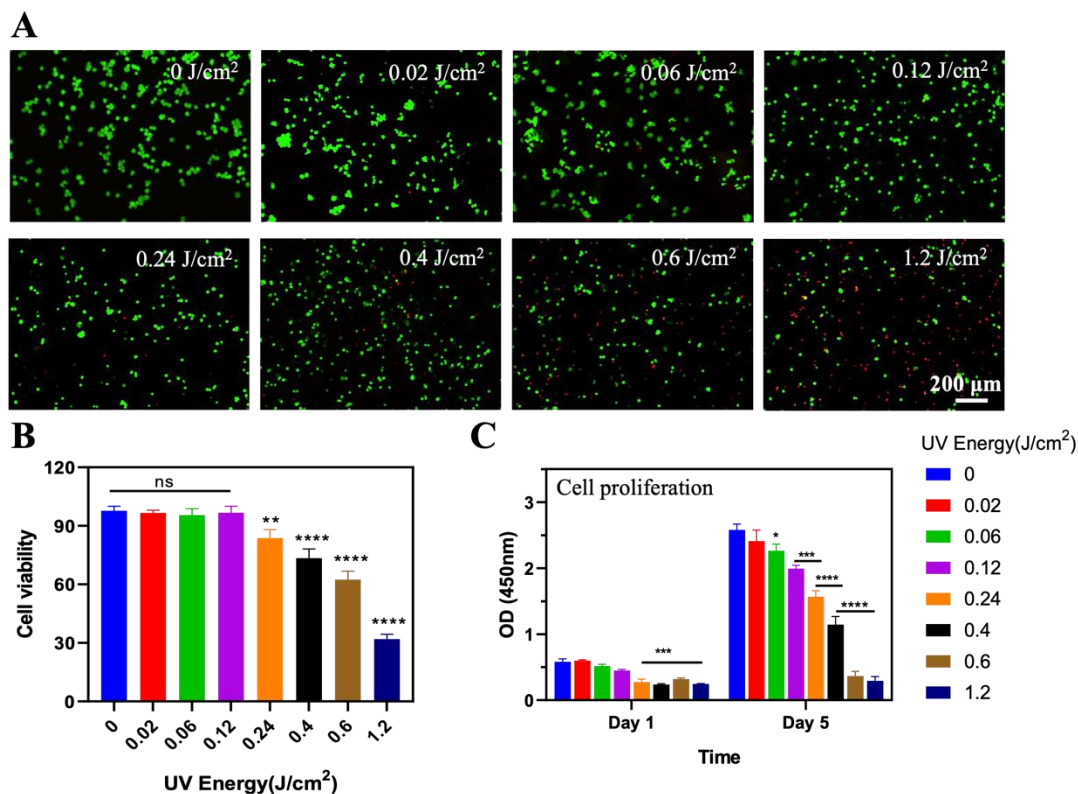 A
0 J/cm²
0.02 J/cm²
0.06 J/cm²
0.12 J/cm²
0.24 J/cm²
0.4 J/cm²
0.6 J/cm²
1.2 J/cm²
200 µm
B
120
90
60
30
0
Cell viability
ns
**
****
****
****
0
0.02
0.06
0.12
0.24
0.4
0.6
1.2
UV Energy(J/cm²)
C
Cell proliferation
3
2
1
0
OD (450nm)
***
*
***
****
****
Day 1
Day 5
Time
UV Energy(J/cm²)
0
0.02
0.06
0.12
0.24
0.4
0.6
1.2